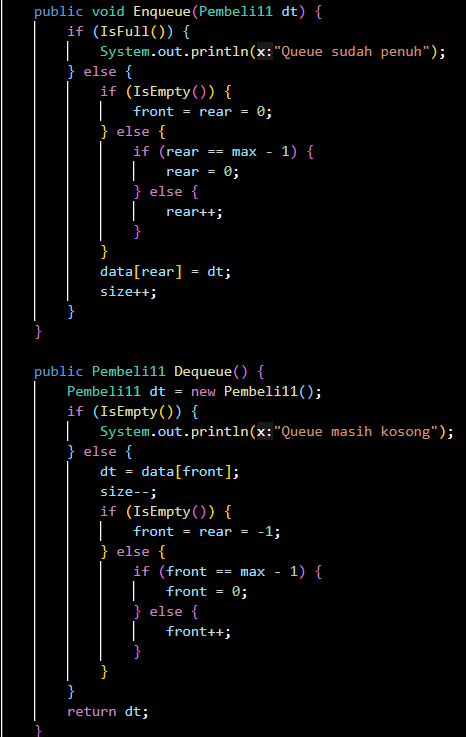 public void Enqueue(Pembeli11 dt) {
if (IsFull()) {
System.out.println(x:"Queue sudah penuh");
} else {
if (IsEmpty()) {
front = rear = 0;
} else {
if (rear == max - 1) {
rear = 0;
} else {
rear++;
}
}
data[rear] = dt;
size++;
}
}
public Pembeli11 Dequeue() {
Pembeli11 dt = new Pembeli11();
if (IsEmpty()) {
System.out.println(x:"Queue masih kosong");
} else {
dt = data[front];
size--;
if (IsEmpty()) {
front = rear = -1;
} else {
if (front == max - 1) {
front = 0;
} else {
front++;
}
}
}
return dt;
}